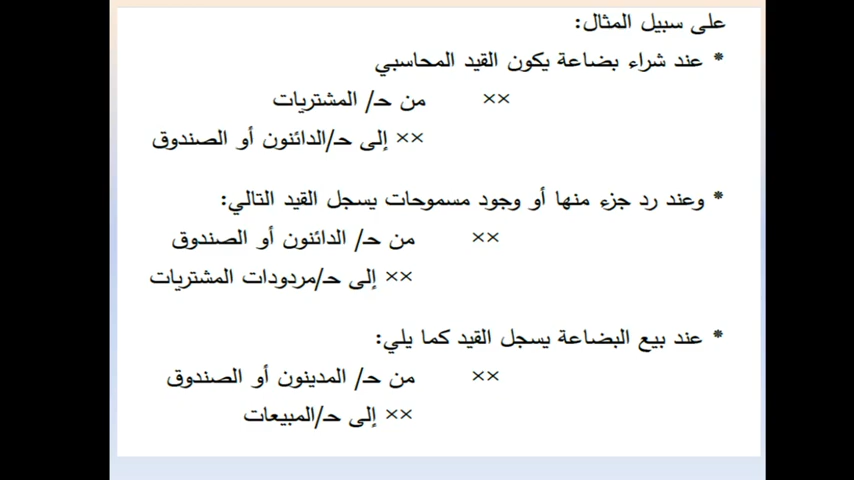 على سبيل المثال:
* عند شراء بضاعة يكون القيد المحاسبي
×× من حـ/ المشتريات
×× إلى حـ/الدائنون أو الصندوق
* وعند رد جزء منها أو وجود مسموحات يسجل القيد التالي:
×× من حـ/ الدائنون أو الصندوق
×× إلى حـ/مردودات المشتريات
* عند بيع البضاعة يسجل القيد كما يلي:
×× من حـ/ المدينون أو الصندوق
×× إلى حـ/المبيعات